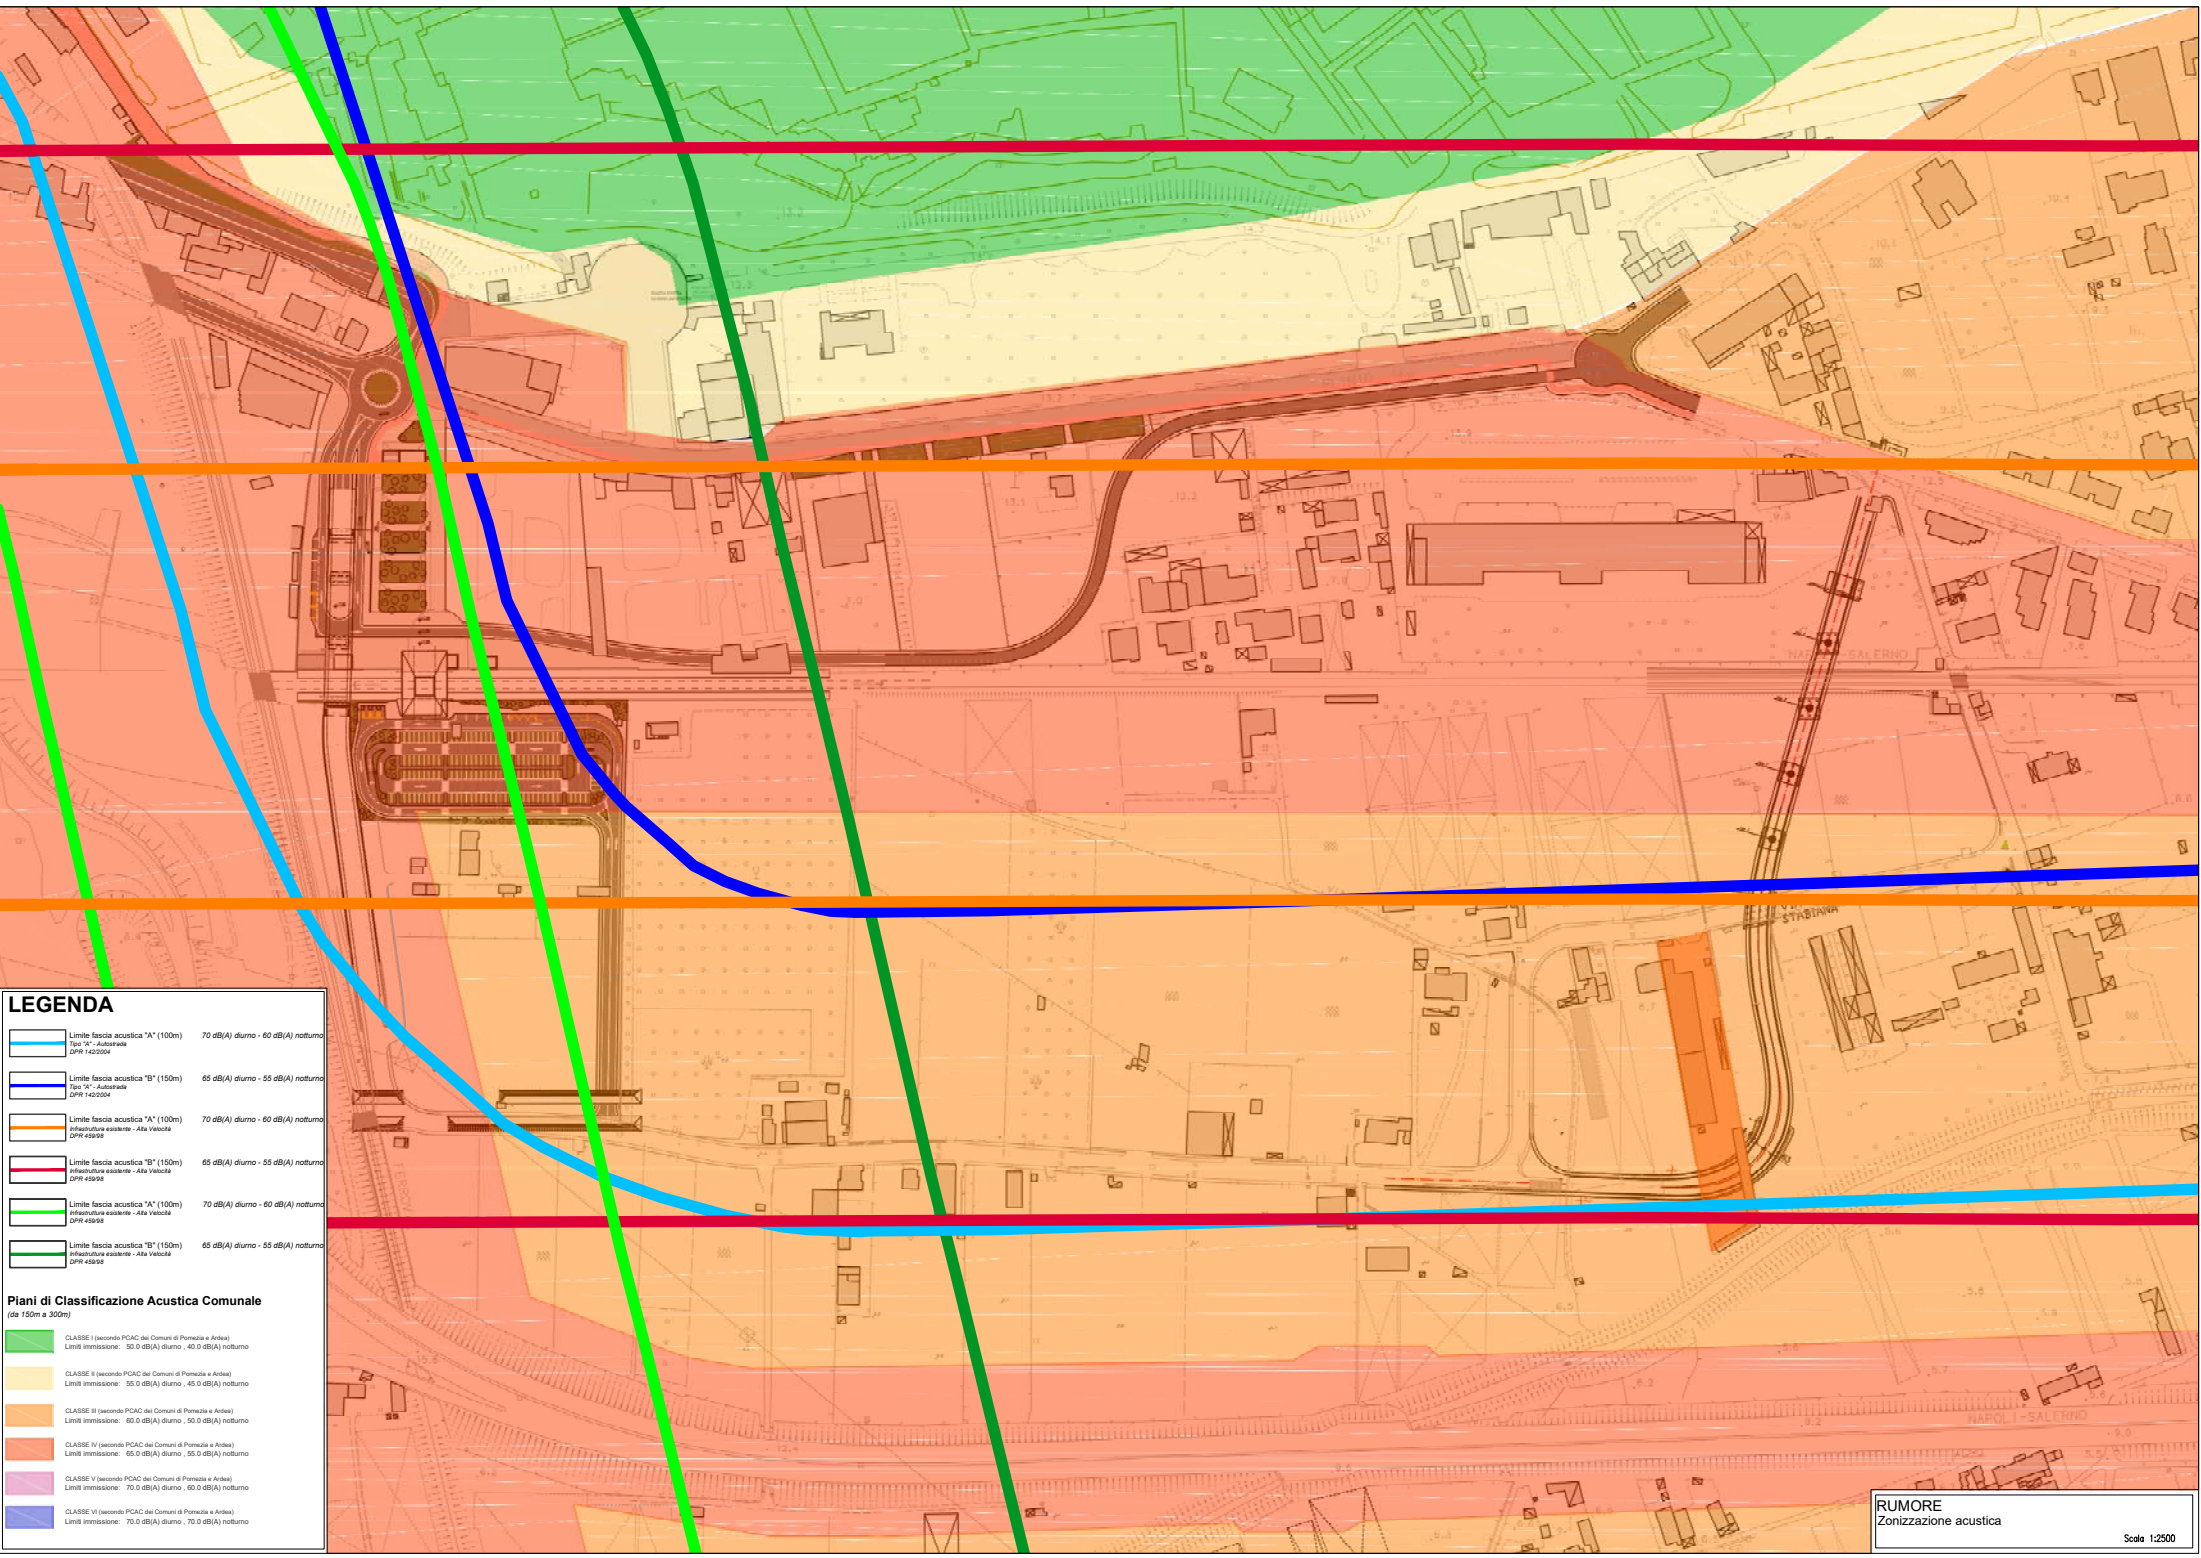 LEGENDA
Limite fascia acustica "A" (100m) 70 dB(A) diurno - 60 dB(A) notturno
Tipo "A" - Autostrada
DPR 142/2004
Limite fascia acustica "B" (150m) 65 dB(A) diurno - 55 dB(A) notturno
Tipo "A" - Autostrada
DPR 142/2004
Limite fascia acustica "A" (100m) 70 dB(A) diurno - 60 dB(A) notturno
Infrastruttura esistente - Alta Velocità
DPR 459/98
Limite fascia acustica "B" (150m) 65 dB(A) diurno - 55 dB(A) notturno
Infrastruttura esistente - Alta Velocità
DPR 459/98
Limite fascia acustica "A" (100m) 70 dB(A) diurno - 60 dB(A) notturno
Infrastruttura esistente - Alta Velocità
DPR 459/98
Limite fascia acustica "B" (150m) 65 dB(A) diurno - 55 dB(A) notturno
Infrastruttura esistente - Alta Velocità
DPR 459/98
Piani di Classificazione Acustica Comunale
(da 150m a 300m)
CLASSE I (secondo PCAC dei Comuni di Pomezia e Ardea)
Limiti immissione: 50.0 dB(A) diurno , 40.0 dB(A) notturno
CLASSE II (secondo PCAC dei Comuni di Pomezia e Ardea)
Limiti immissione: 55.0 dB(A) diurno , 45.0 dB(A) notturno
CLASSE III (secondo PCAC dei Comuni di Pomezia e Ardea)
Limiti immissione: 60.0 dB(A) diurno , 50.0 dB(A) notturno
CLASSE IV (secondo PCAC dei Comuni di Pomezia e Ardea)
Limiti immissione: 65.0 dB(A) diurno , 55.0 dB(A) notturno
CLASSE V (secondo PCAC dei Comuni di Pomezia e Ardea)
Limiti immissione: 70.0 dB(A) diurno , 60.0 dB(A) notturno
CLASSE VI (secondo PCAC dei Comuni di Pomezia e Ardea)
Limiti immissione: 70.0 dB(A) diurno , 70.0 dB(A) notturno
NAPOLI-SALERNO
STABIANA
RUMORE
Zonizzazione acustica
Scala 1:2500